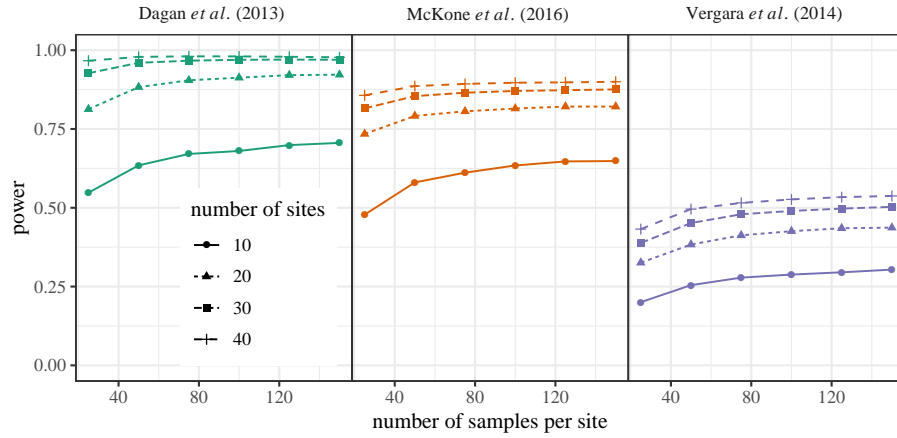 Dagan et al. (2013) McKone et al. (2016) Vergara et al. (2014)
1.00
0.75
0.50
0.25
0.00
power
number of sites
10
20
30
40
40 80 120 40 80 120 40 80 120
number of samples per site